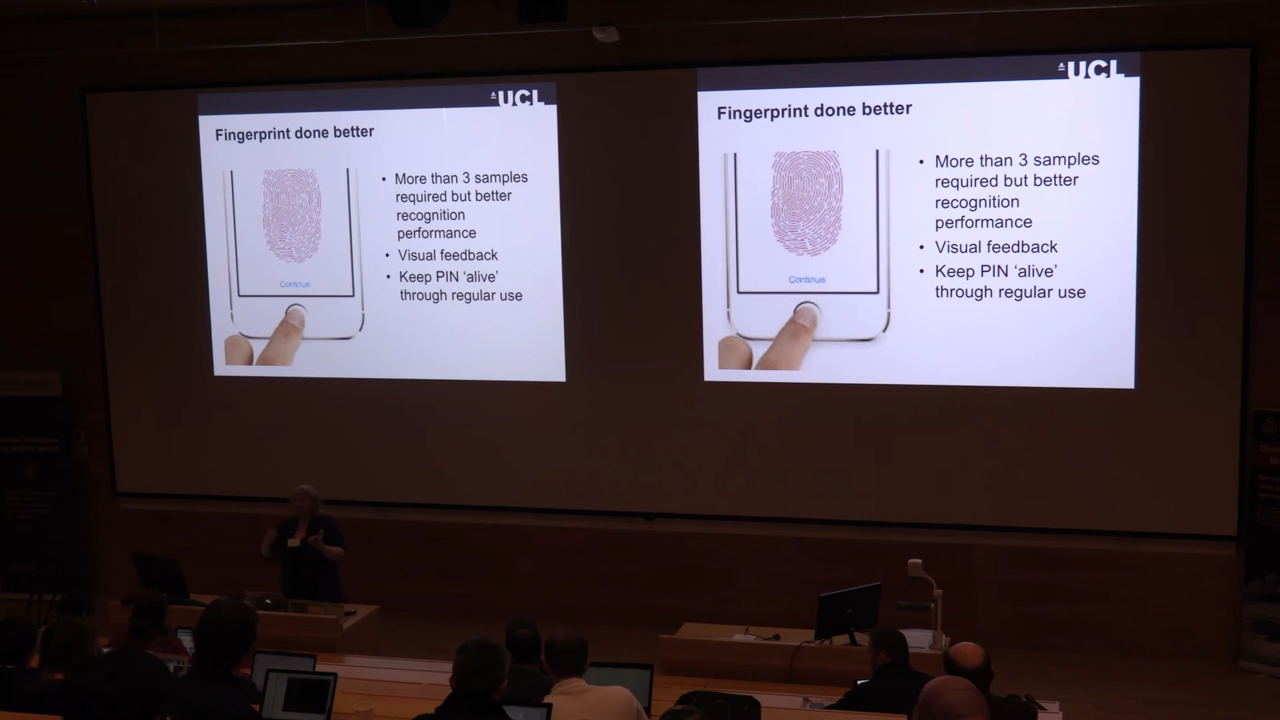 UCL
Fingerprint done better
Continue
• More than 3 samples
required but better
recognition
performance
• Visual feedback
• Keep PIN ‘alive’
through regular use
UCL
Fingerprint done better
Continue
• More than 3 samples
required but better
recognition
performance
• Visual feedback
• Keep PIN ‘alive’
through regular use